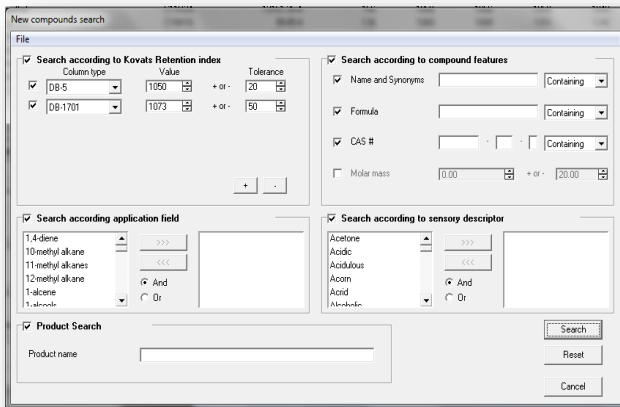 New compounds search
File
Search according to Kovats Retention index
Column type Value Tolerance
DB-5 1050 + or - 20
DB-1701 1073 + or - 50
+ -
Search according to compound features
Name and Synonyms Containing
Formula Containing
CAS # - - Containing
Molar mass 0.00 + or - 20.00
Search according application field
1,4-diene
10-methyl alkane
11-methyl alkanes
12-methyl alkane
1-alcene
1-alcools
>>>
<<<
And
Or
Search according to sensory descriptor
Acetone
Acidic
Acidulous
Acorn
Acrid
Alcoholic
>>>
<<<
And
Or
Product Search
Product name
Search
Reset
Cancel